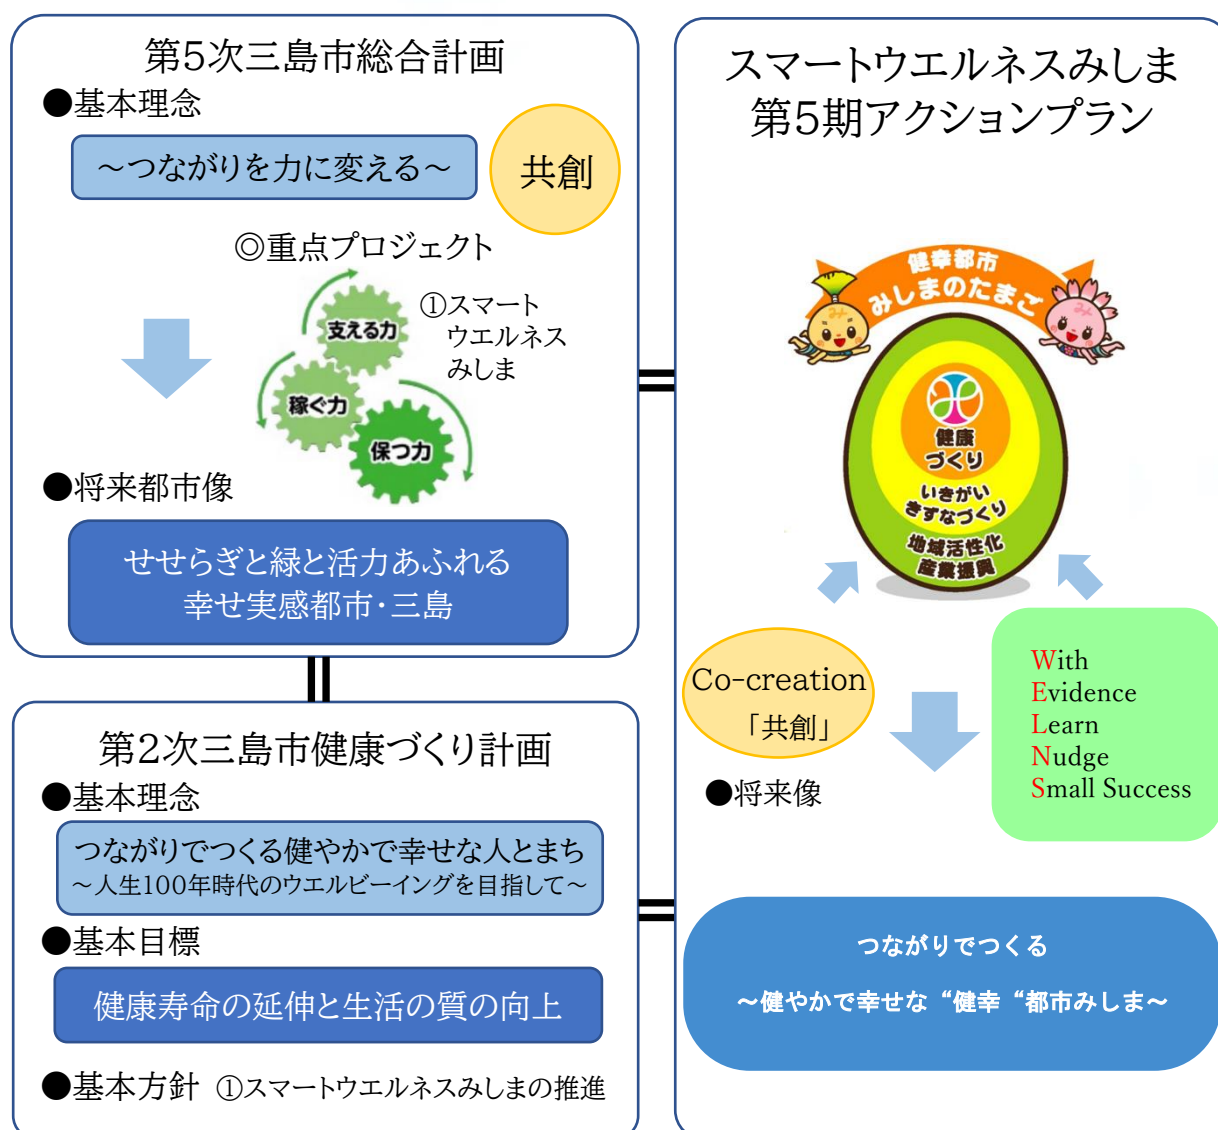 第5次三島市総合計画
●基本理念
～つながりを力に変える～
共創
◎重点プロジェクト
①スマート
ウエルネス
みしま
支える力
稼ぐ力
保つ力
●将来都市像
せせらぎと緑と活力あふれる
幸せ実感都市・三島
第2次三島市健康づくり計画
●基本理念
つながりでつくる健やかで幸せな人とまち
～人生100年時代のウエルビーイングを目指して～
●基本目標
健康寿命の延伸と生活の質の向上
●基本方針 ①スマートウエルネスみしまの推進
スマートウエルネスみしま
第5期アクションプラン
健幸都市
みしまのたまご
み
み
健康
づくり
いきがい
きずなづくり
地域活性化
産業振興
Co-creation
「共創」
With
Evidence
Learn
Nudge
Small Success
●将来像
つながりでつくる
～健やかで幸せな“健幸“都市みしま～